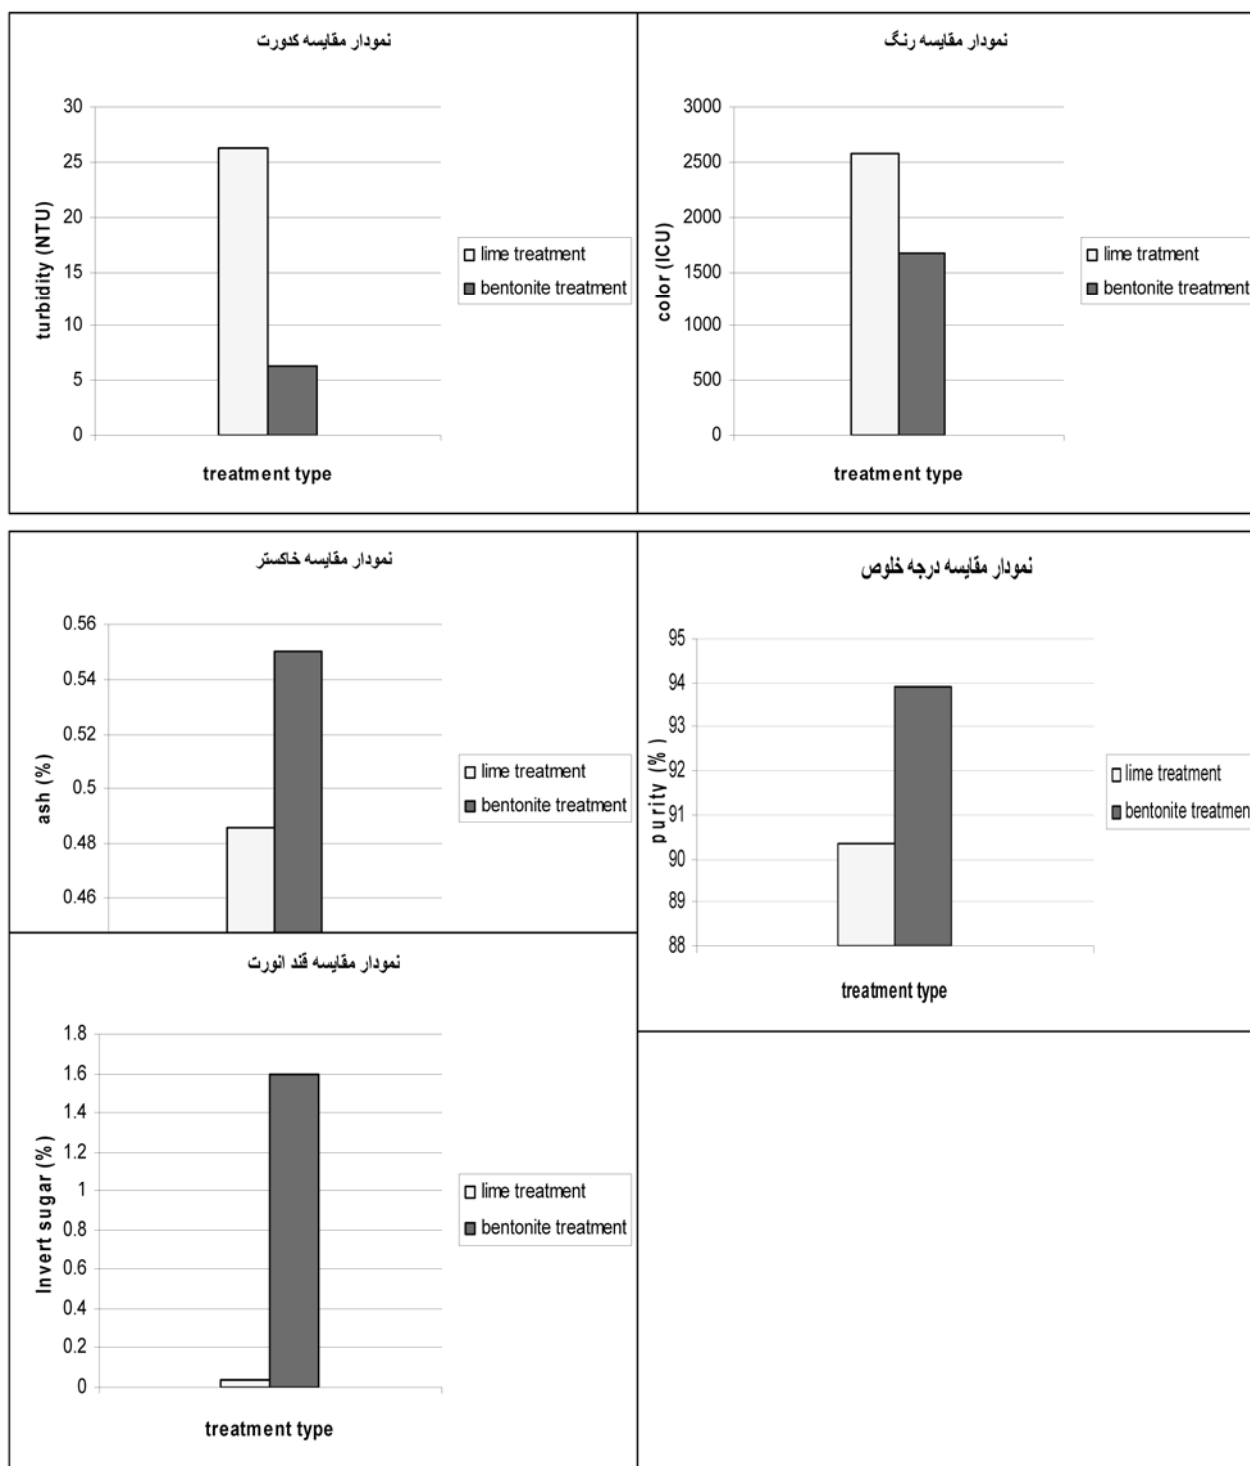 نمودار مقایسه کدورت
30
25
20
15
10
5
0
turbidity (NTU)
treatment type
lime treatment
bentonite treatment
نمودار مقایسه رنگ
3000
2500
2000
1500
1000
500
0
color (ICU)
treatment type
lime tratment
bentonite treatment
نمودار مقایسه خاکستر
0.56
0.54
0.52
0.5
0.48
0.46
ash (%)
lime treatment
bentonite treatment
نمودار مقایسه درجه خلوص
95
94
93
92
91
90
89
88
purity (% )
treatment type
lime treatment
bentonite treatmen
نمودار مقایسه قند انورت
1.8
1.6
1.4
1.2
1
0.8
0.6
0.4
0.2
0
Invert sugar (%)
treatment type
lime treatment
bentonite treatment